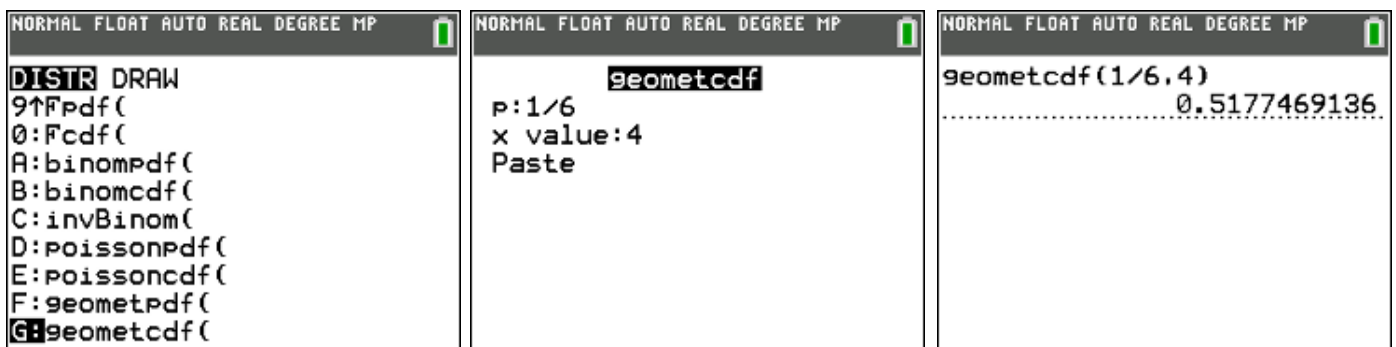 NORMAL FLOAT AUTO REAL DEGREE MP
DISTR DRAW
9↑Fpdf(
0:Fcdf(
A:binompdf(
B:binomcdf(
C:invBinom(
D:poissonpdf(
E:poissoncdf(
F:geometpdf(
G:geometcdf(
NORMAL FLOAT AUTO REAL DEGREE MP
geometcdf
p:1/6
x value:4
Paste
NORMAL FLOAT AUTO REAL DEGREE MP
geometcdf(1/6,4)
0.5177469136